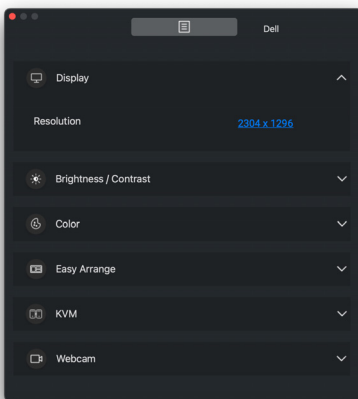 Dell
Display
Resolution
2304 x 1296
Brightness / Contrast
Color
Easy Arrange
KVM
Webcam